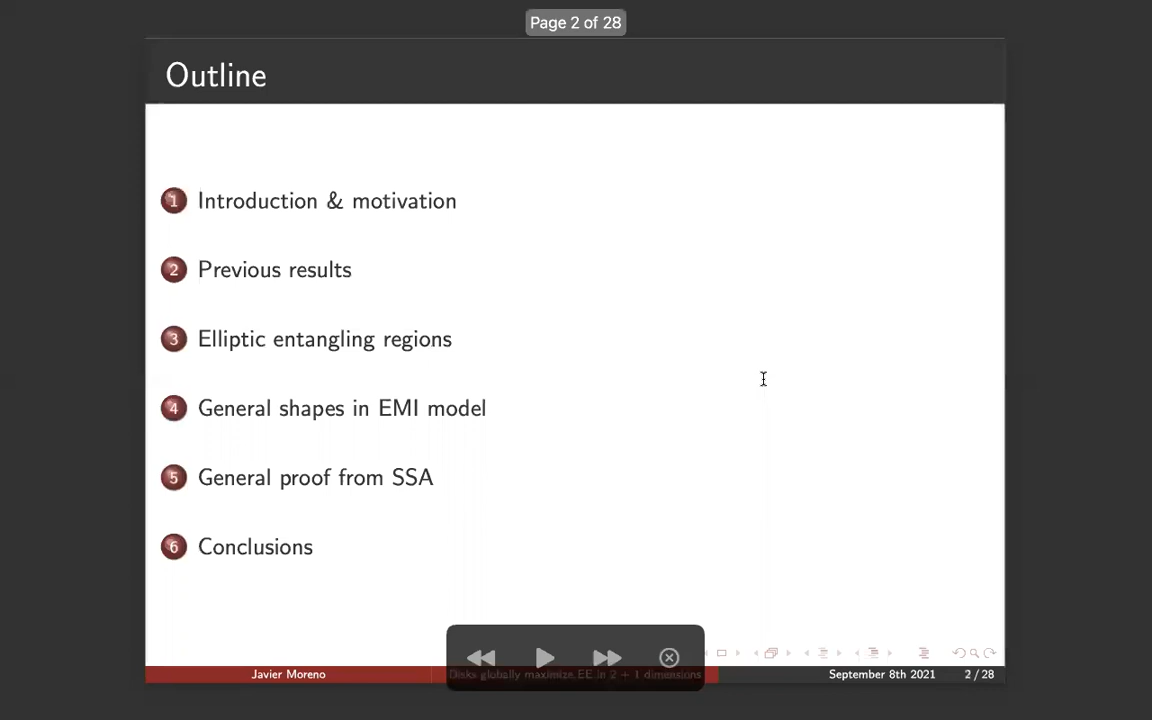 Page 2 of 28
Outline
1 Introduction & motivation
2 Previous results
3 Elliptic entangling regions
4 General shapes in EMI model
5 General proof from SSA
6 Conclusions
Javier Moreno
Disks globally maximize EE in 2 + 1 dimensions
September 8th 2021
2 / 28